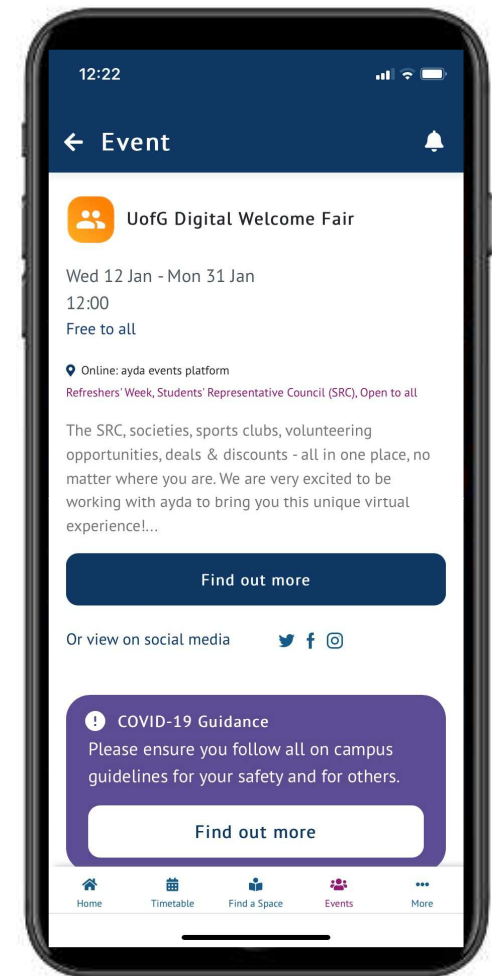 12:22
Event
UofG Digital Welcome Fair
Wed 12 Jan - Mon 31 Jan
12:00
Free to all
Online: ayda events platform
Refreshers' Week, Students' Representative Council (SRC), Open to all
The SRC, societies, sports clubs, volunteering
opportunities, deals & discounts - all in one place, no
matter where you are. We are very excited to be
working with ayda to bring you this unique virtual
experience!...
Find out more
Or view on social media
COVID-19 Guidance
Please ensure you follow all on campus
guidelines for your safety and for others.
Find out more
Home Timetable Find a Space Events More